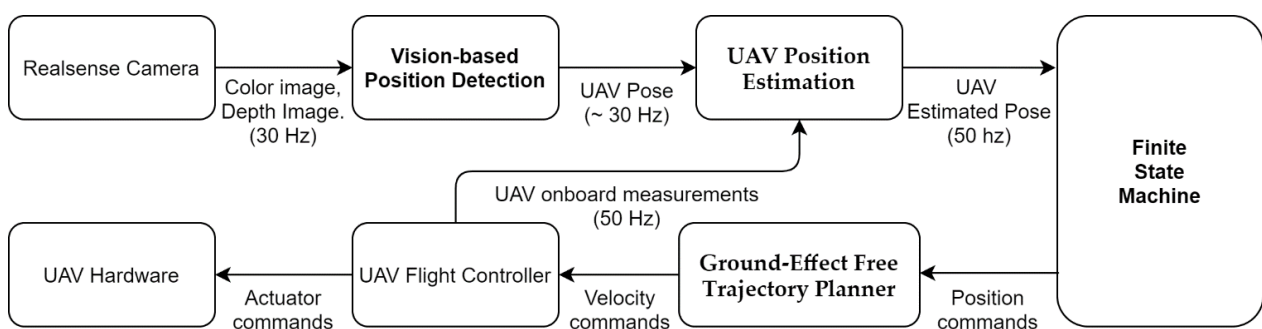 Realsense Camera
Color image,
Depth Image.
(30 Hz)
Vision-based
Position Detection
UAV Pose
(~ 30 Hz)
UAV Position
Estimation
UAV
Estimated Pose
(50 hz)
Finite
State
Machine
UAV onboard measurements
(50 Hz)
UAV Hardware
Actuator
commands
UAV Flight Controller
Velocity
commands
Ground-Effect Free
Trajectory Planner
Position
commands